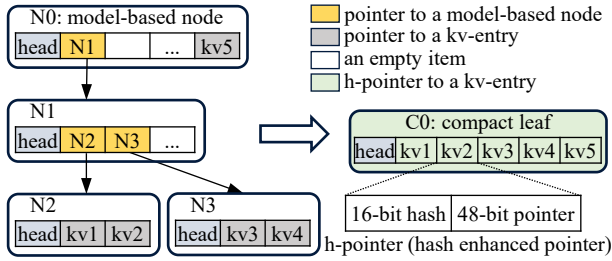 N0: model-based node
head N1 ... kv5
pointer to a model-based node
pointer to a kv-entry
an empty item
h-pointer to a kv-entry
N1
head N2 N3 ...
C0: compact leaf
head kv1 kv2 kv3 kv4 kv5
N2
head kv1 kv2
N3
head kv3 kv4
16-bit hash 48-bit pointer
h-pointer (hash enhanced pointer)